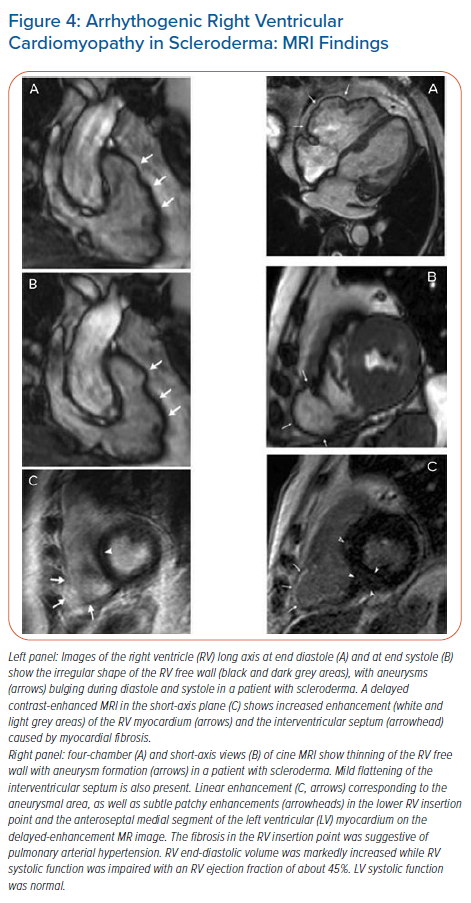 Figure 4: Arrhythogenic Right Ventricular
Cardiomyopathy in Scleroderma: MRI Findings
A
A
B
B
C
C
Left panel: Images of the right ventricle (RV) long axis at end diastole (A) and at end systole (B)
show the irregular shape of the RV free wall (black and dark grey areas), with aneurysms
(arrows) bulging during diastole and systole in a patient with scleroderma. A delayed
contrast-enhanced MRI in the short-axis plane (C) shows increased enhancement (white and
light grey areas) of the RV myocardium (arrows) and the interventricular septum (arrowhead)
caused by myocardial fibrosis.
Right panel: four-chamber (A) and short-axis views (B) of cine MRI show thinning of the RV free
wall with aneurysm formation (arrows) in a patient with scleroderma. Mild flattening of the
interventricular septum is also present. Linear enhancement (C, arrows) corresponding to the
aneurysmal area, as well as subtle patchy enhancements (arrowheads) in the lower RV insertion
point and the anteroseptal medial segment of the left ventricular (LV) myocardium on the
delayed-enhancement MR image. The fibrosis in the RV insertion point was suggestive of
pulmonary arterial hypertension. RV end-diastolic volume was markedly increased while RV
systolic function was impaired with an RV ejection fraction of about 45%. LV systolic function
was normal.